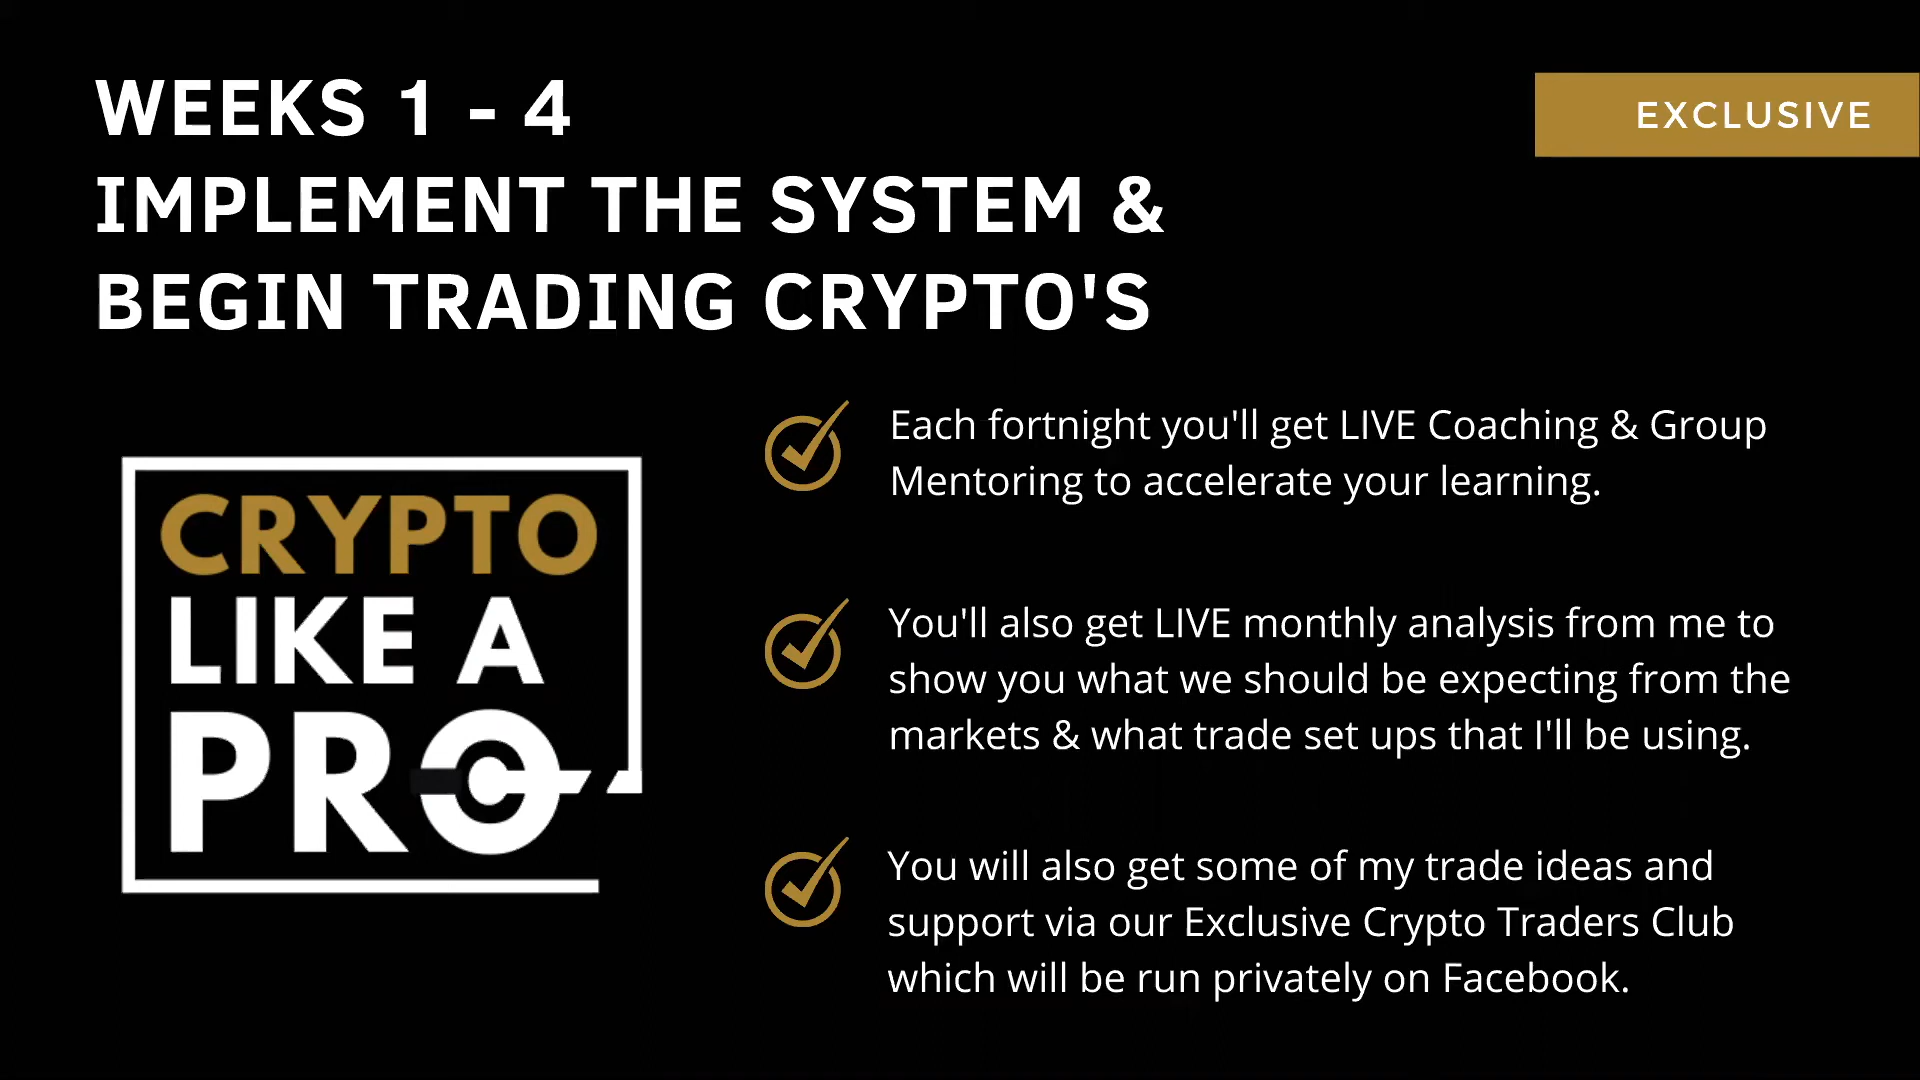 WEEKS 1 - 4
IMPLEMENT THE SYSTEM &
BEGIN TRADING CRYPTO'S
EXCLUSIVE
CRYPTO
LIKE A
PRO
Each fortnight you'll get LIVE Coaching & Group
Mentoring to accelerate your learning.
You'll also get LIVE monthly analysis from me to
show you what we should be expecting from the
markets & what trade set ups that I'll be using.
You will also get some of my trade ideas and
support via our Exclusive Crypto Traders Club
which will be run privately on Facebook.